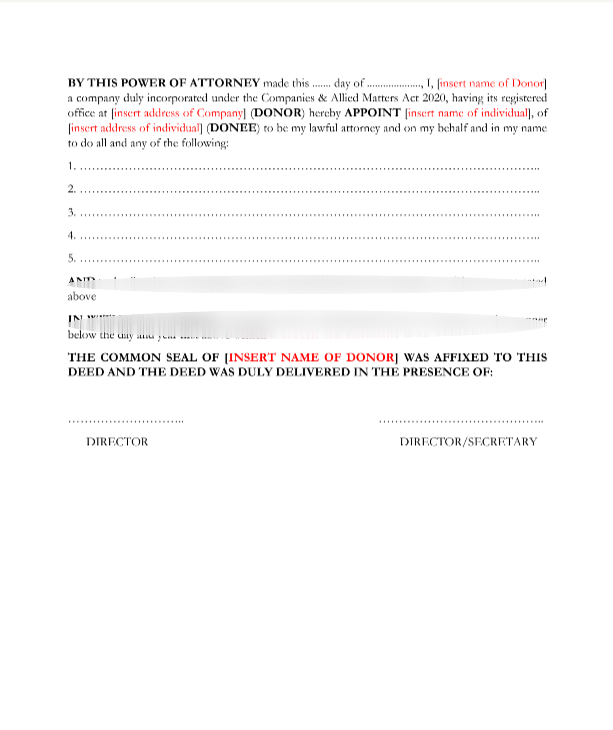 BY THIS POWER OF ATTORNEY made this ....... day of ...................., I, [insert name of Donor]
a company duly incorporated under the Companies & Allied Matters Act 2020, having its registered
office at [insert address of Company] (DONOR) hereby APPOINT [insert name of individual], of
[insert address of individual] (DONEE) to be my lawful attorney and on my behalf and in my name
to do all and any of the following:
1. ........................................................................................................................
2. ........................................................................................................................
3. ........................................................................................................................
4. ........................................................................................................................
5. ........................................................................................................................
AND
above
IN
below the day and year
THE COMMON SEAL OF [INSERT NAME OF DONOR] WAS AFFIXED TO THIS
DEED AND THE DEED WAS DULY DELIVERED IN THE PRESENCE OF:
............................ ........................................
DIRECTOR DIRECTOR/SECRETARY